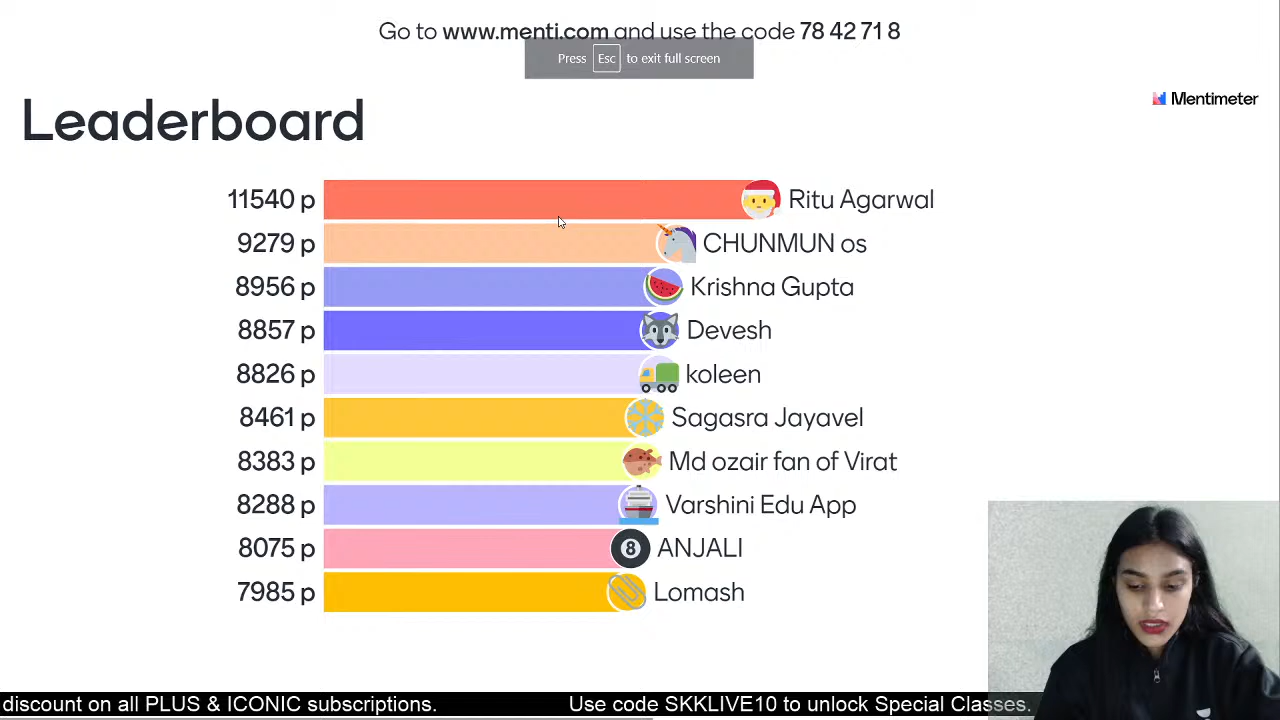 Go to www.menti.com and use the code 78 42 71 8
Press Esc to exit full screen
Mentimeter
Leaderboard
11540 p Ritu Agarwal
9279 p CHUNMUN os
8956 p Krishna Gupta
8857 p Devesh
8826 p koleen
8461 p Sagasra Jayavel
8383 p Md ozair fan of Virat
8288 p Varshini Edu App
8075 p 8 ANJALI
7985 p Lomash
discount on all PLUS & ICONIC subscriptions. Use code SKKLIVE10 to unlock Special Classes.